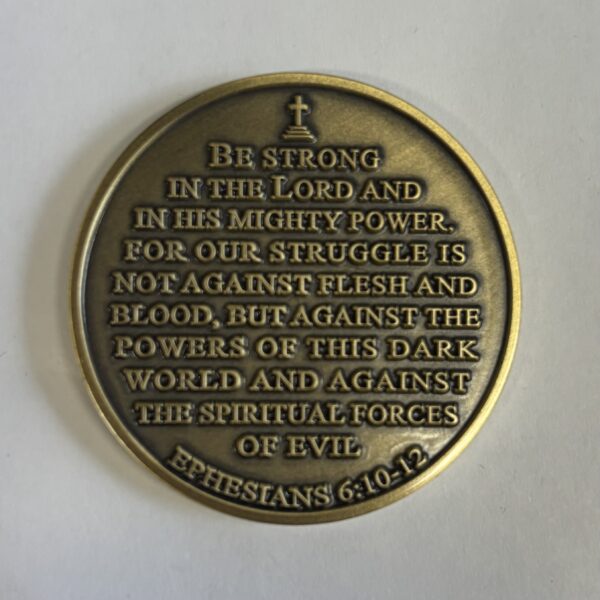 BE STRONG
IN THE LORD AND
IN HIS MIGHTY POWER.
FOR OUR STRUGGLE IS
NOT AGAINST FLESH AND
BLOOD, BUT AGAINST THE
POWERS OF THIS DARK
WORLD AND AGAINST
THE SPIRITUAL FORCES
OF EVIL
EPHESIANS 6:10-12